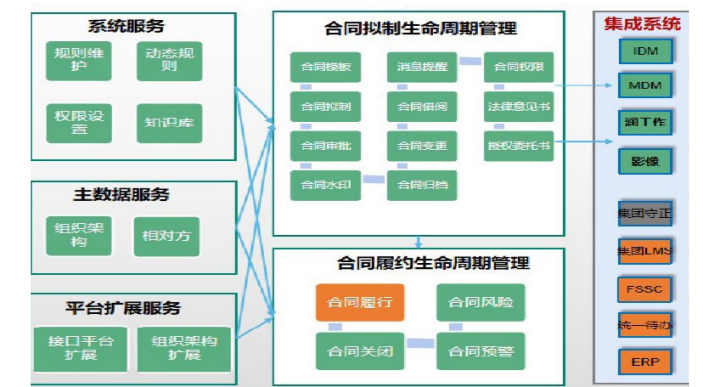 系统服务
规则维
护
动态规
则
权限设
置
知识库
主数据服务
组织架
构
相对方
平台扩展服务
接口平台
扩展
组织架构
扩展
合同拟制生命周期管理
合同模板
消息提醒
合同权限
合同拟制
合同借阅
法律意见书
合同审批
合同变更
授权委托书
合同水印
合同归档
合同履约生命周期管理
合同履行
合同风险
合同关闭
合同预警
集成系统
IDM
MDM
润工作
影像
集团守正
集团LMS
FSSC
统一待办
ERP